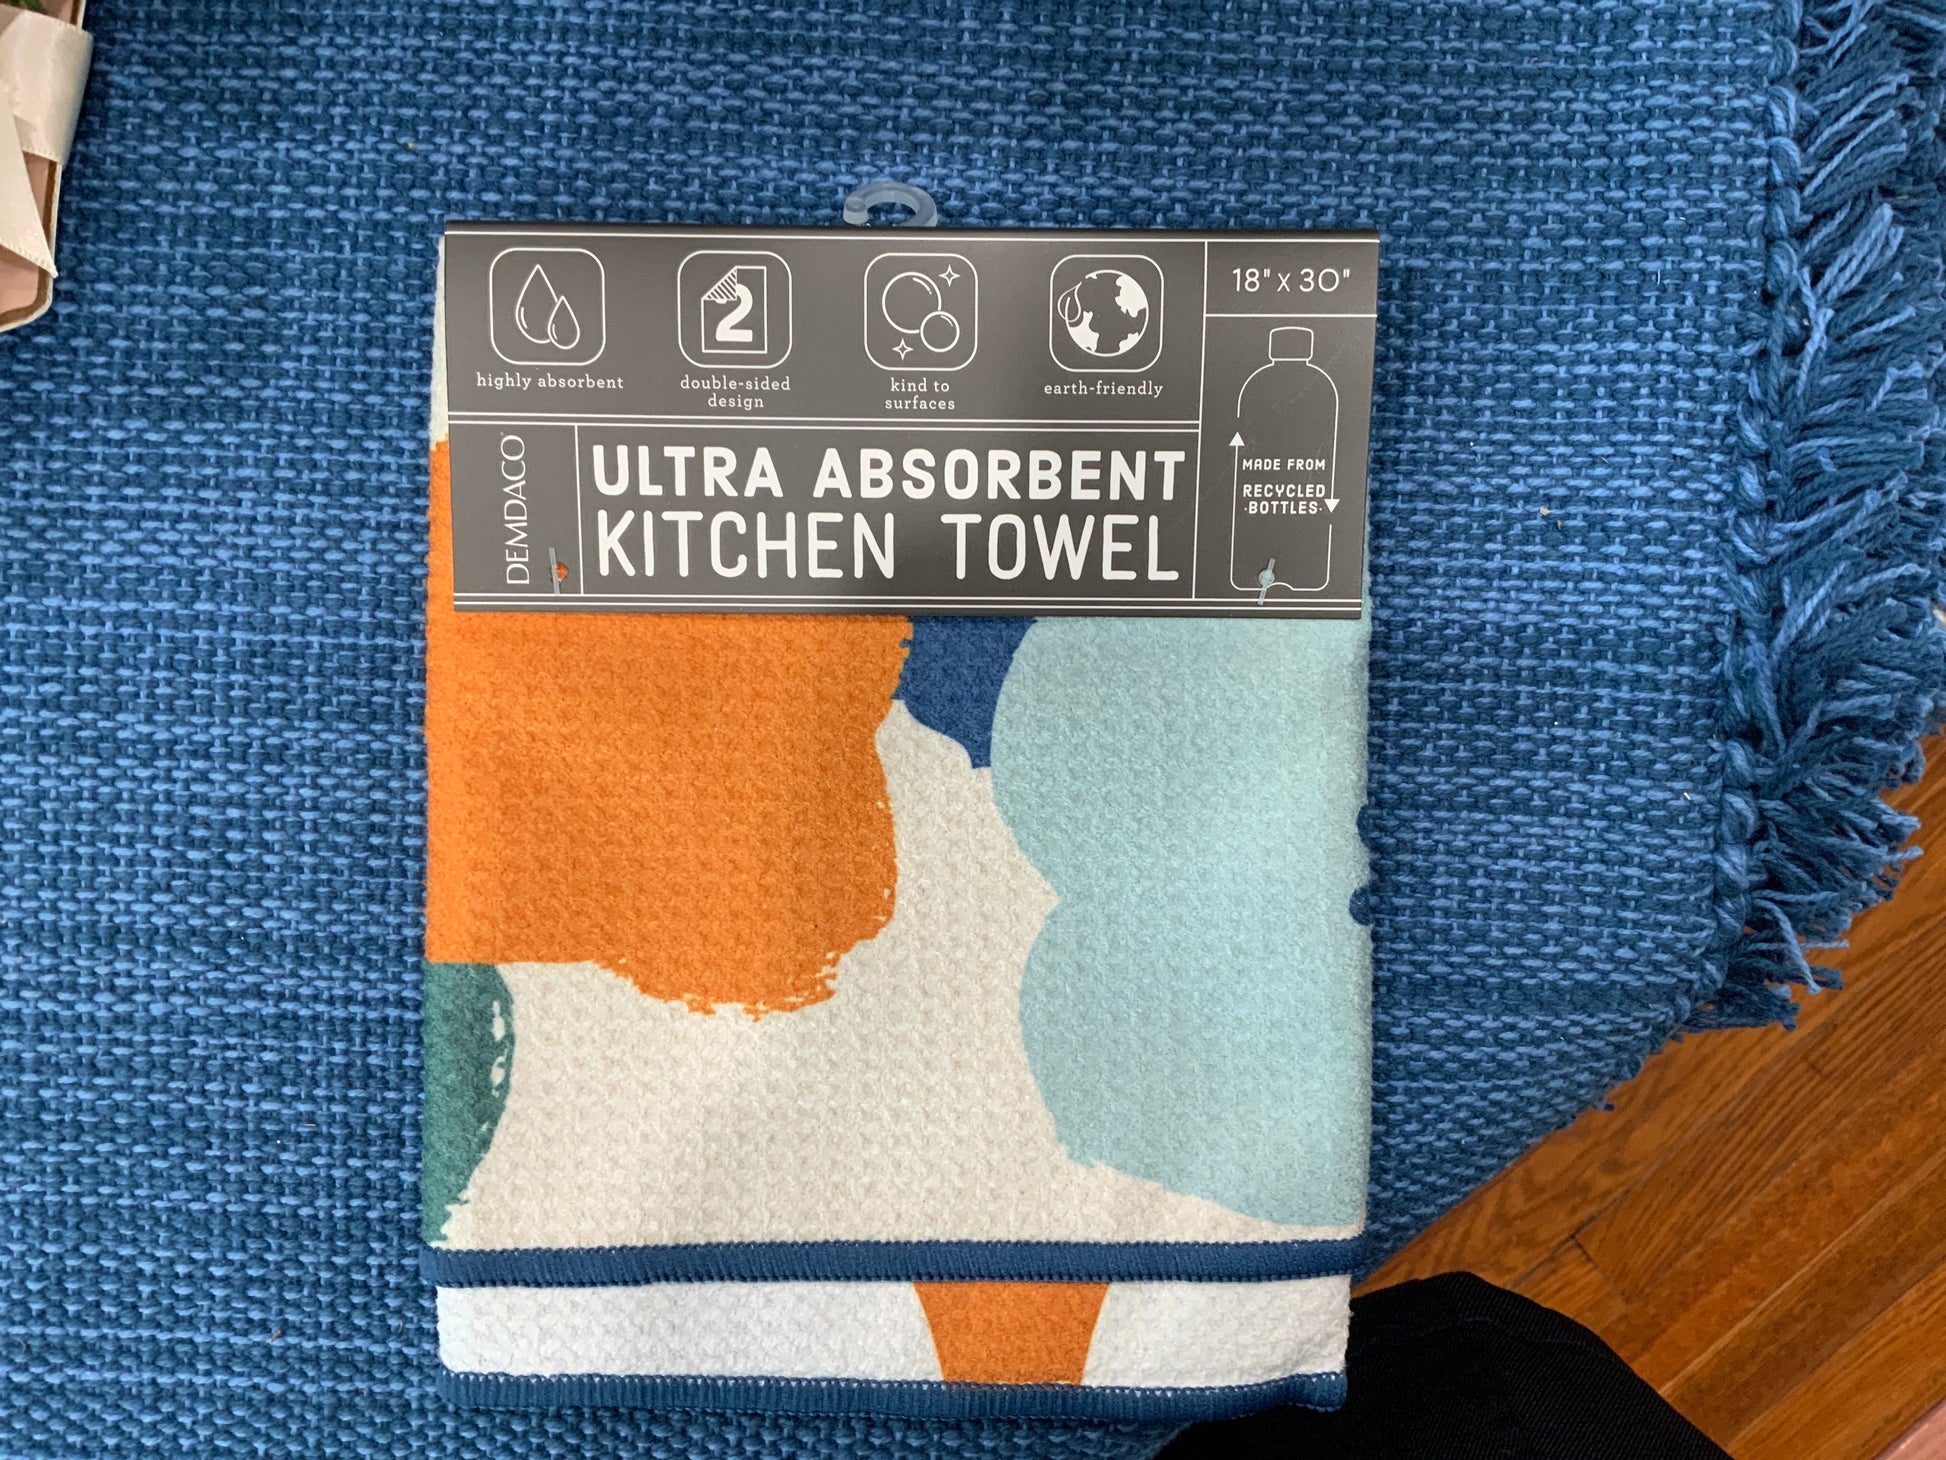 highly absorbent
2
double-sided
design
kind to
surfaces
earth-friendly
18" x 30"
DEMDACO
ULTRA ABSORBENT
KITCHEN TOWEL
MADE FROM
RECYCLED
·BOTTLES·